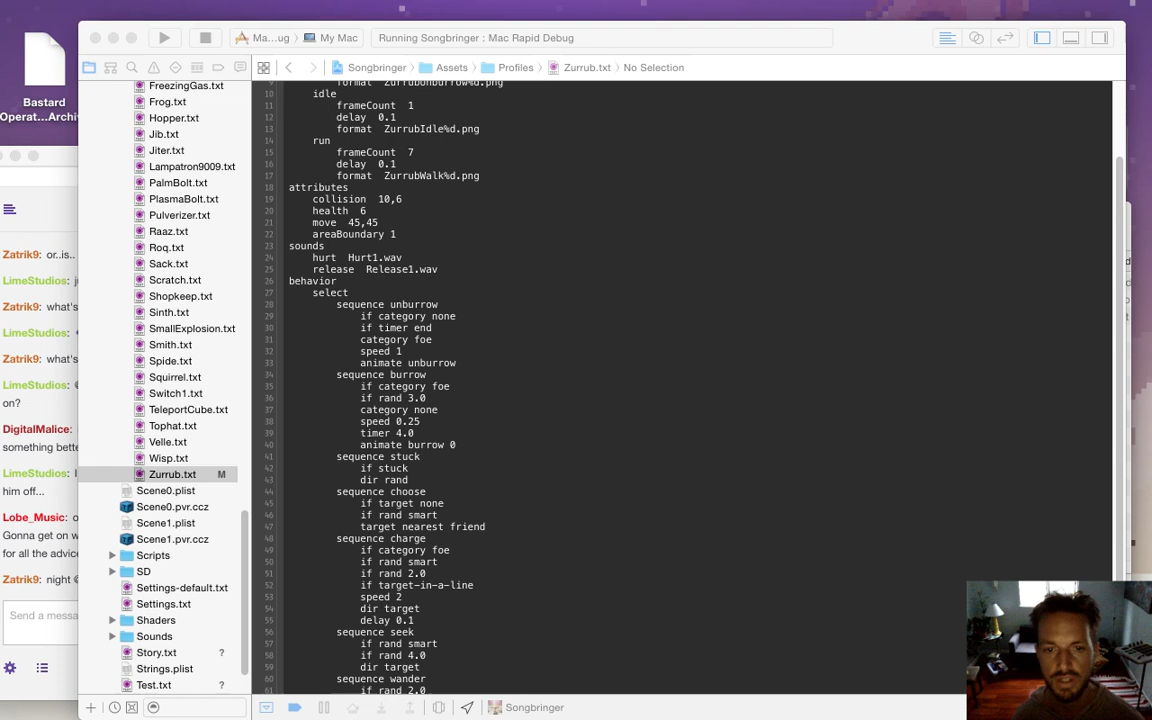 Ma...ug
My Mac
Running Songbringer : Mac Rapid Debug
Songbringer
Assets
Profiles
Zurrub.txt
No Selection
Bastard
Operat...Archi
Zatrik9: or..is..
LimeStudios:
Zatrik9: what's
LimeStudios:
Zatrik9: what's
LimeStudios:
on?
DigitalMalice:
something bette
LimeStudios:
him off...
Lobe_Music:
Gonna get on w
for all the advice
Zatrik9: night
Send a messa
FreezingGas.txt
Frog.txt
Hopper.txt
Jib.txt
Jiter.txt
Lampatron9009.txt
PalmBolt.txt
PlasmaBolt.txt
Pulverizer.txt
Raaz.txt
Roq.txt
Sack.txt
Scratch.txt
Shopkeep.txt
Sinth.txt
SmallExplosion.txt
Smith.txt
Spide.txt
Squirrel.txt
Switch1.txt
TeleportCube.txt
Tophat.txt
Velle.txt
Wisp.txt
Zurrub.txt M
Scene0.plist
Scene0.pvr.ccz
Scene1.plist
Scene1.pvr.ccz
Scripts
SD
Settings-default.txt
Settings.txt
Shaders
Sounds
Story.txt ?
Strings.plist
Test.txt ?
9 format ZurrubUnburrow%d.png
10 idle
11 frameCount 1
12 delay 0.1
13 format ZurrubIdle%d.png
14 run
15 frameCount 7
16 delay 0.1
17 format ZurrubWalk%d.png
18 attributes
19 collision 10,6
20 health 6
21 move 45,45
22 areaBoundary 1
23 sounds
24 hurt Hurt1.wav
25 release Release1.wav
26 behavior
27 select
28 sequence unburrow
29 if category none
30 if timer end
31 category foe
32 speed 1
33 animate unburrow
34 sequence burrow
35 if category foe
36 if rand 3.0
37 category none
38 speed 0.25
39 timer 4.0
40 animate burrow 0
41 sequence stuck
42 if stuck
43 dir rand
44 sequence choose
45 if target none
46 if rand smart
47 target nearest friend
48 sequence charge
49 if category foe
50 if rand smart
51 if rand 2.0
52 if target-in-a-line
53 speed 2
54 dir target
55 delay 0.1
56 sequence seek
57 if rand smart
58 if rand 4.0
59 dir target
60 sequence wander
61 if rand 2.0
Songbringer